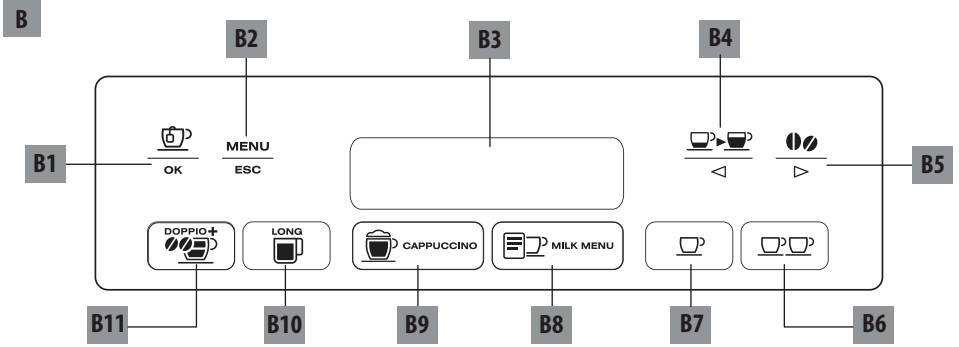 B
B2
B3
B4
B1
MENU
OK
ESC
B5
DOPPIO+
LONG
CAPPUCCINO
MILK MENU
B11
B10
B9
B8
B7
B6